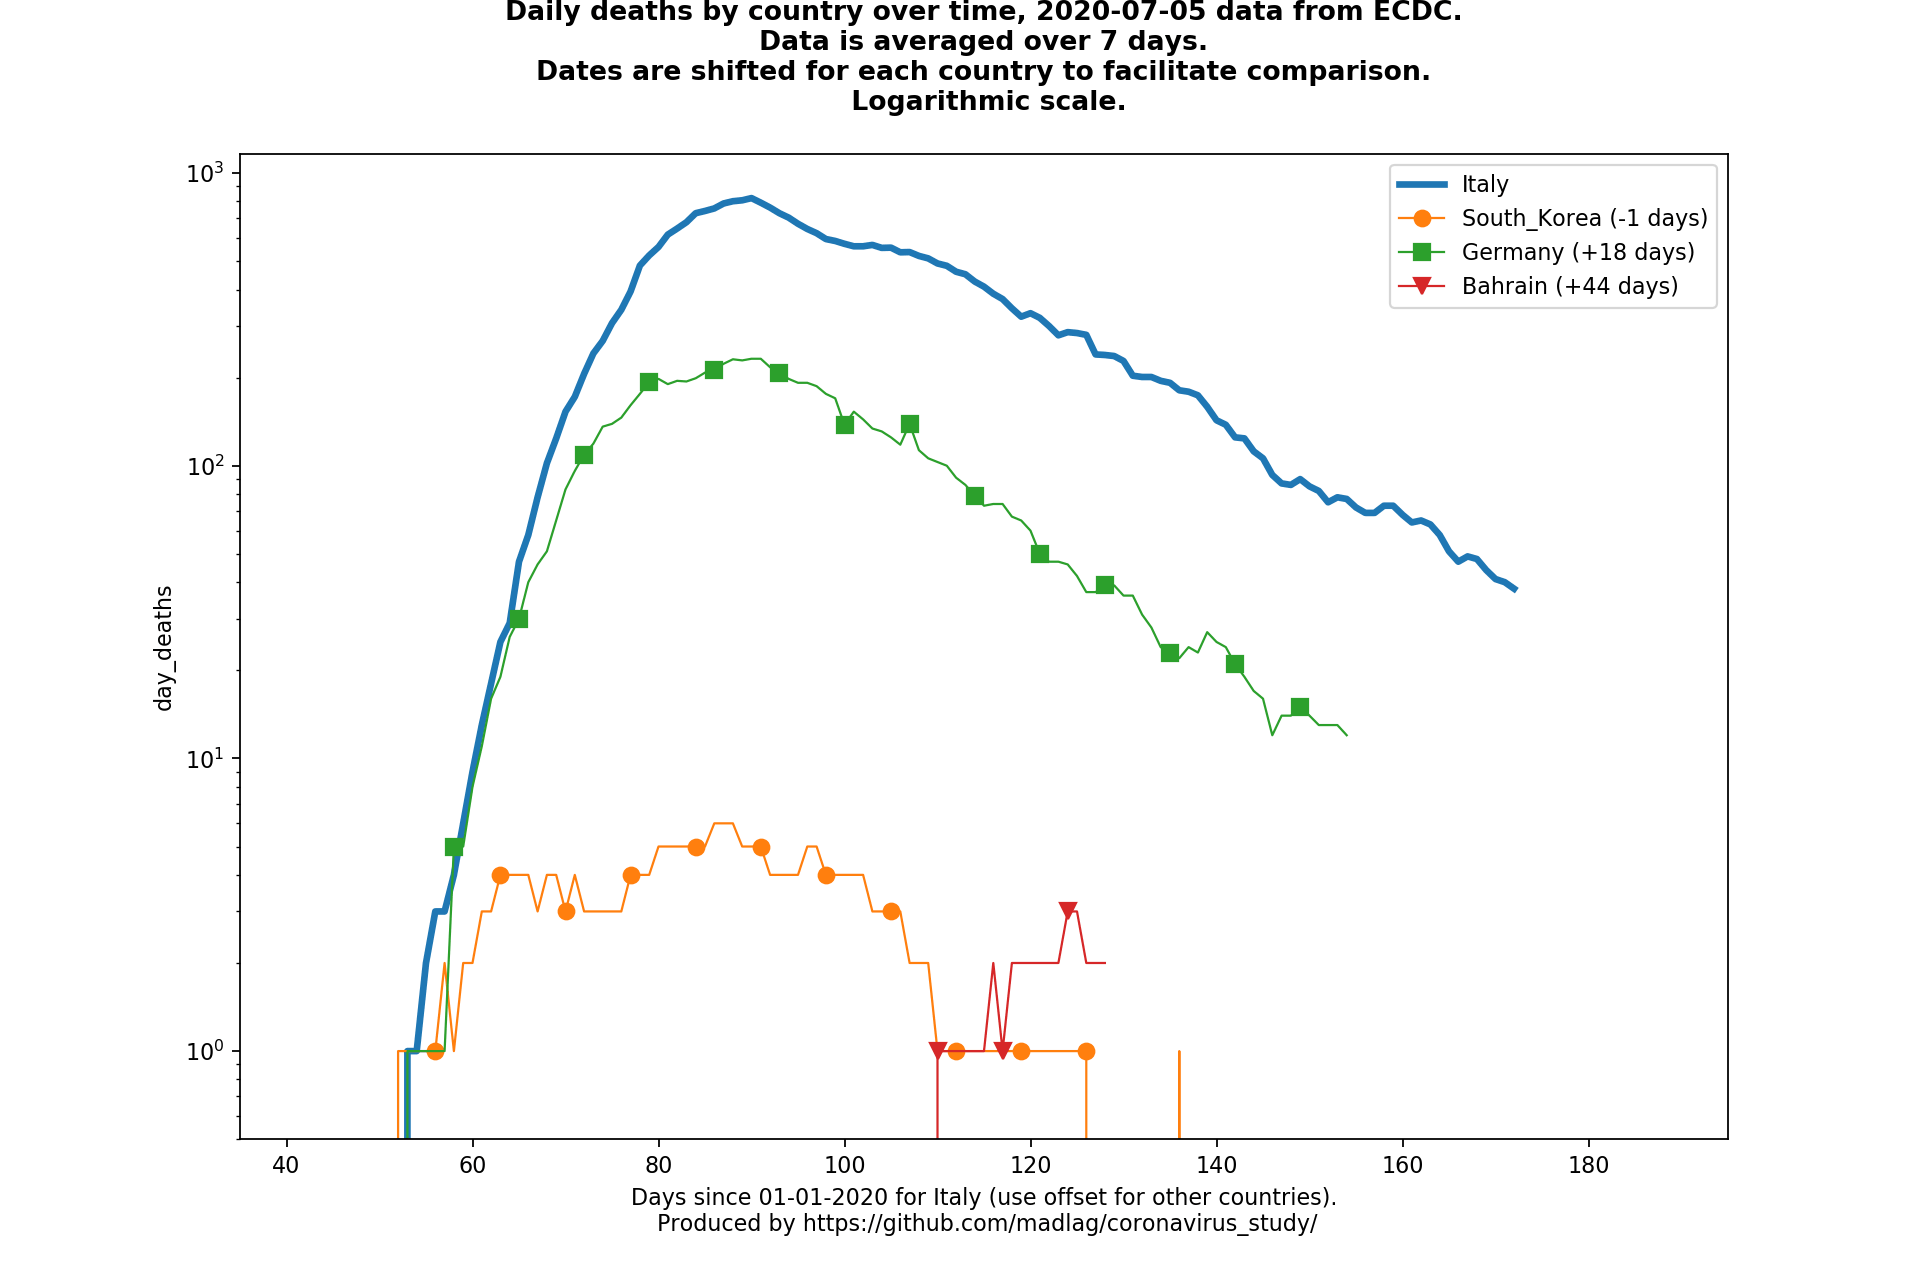 Daily deaths by country over time, 2020-07-05 data from ECDC.
Data is averaged over 7 days.
Dates are shifted for each country to facilitate comparison.
Logarithmic scale.
10³
10²
10¹
10⁰
day_deaths
Italy
South_Korea (-1 days)
Germany (+18 days)
Bahrain (+44 days)
40 60 80 100 120 140 160 180
Days since 01-01-2020 for Italy (use offset for other countries).
Produced by https://github.com/madlag/coronavirus_study/